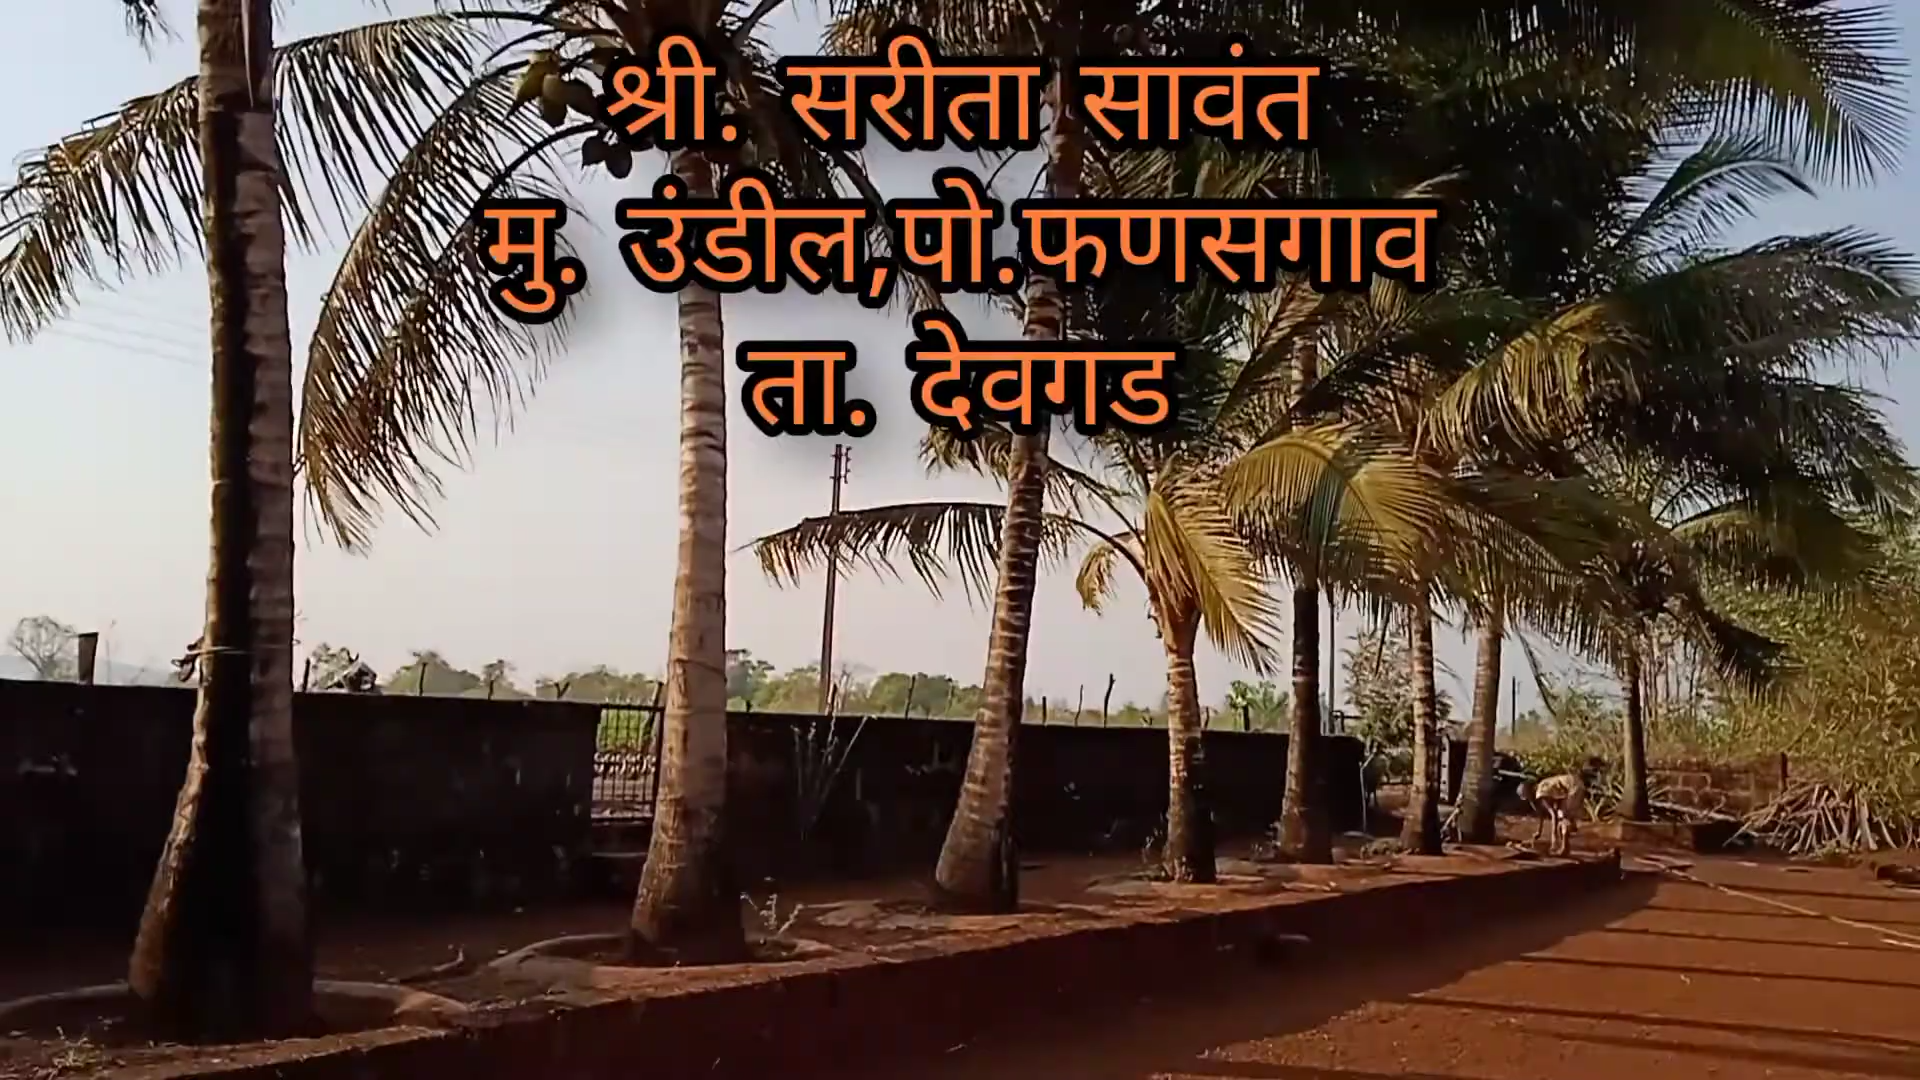 श्री. सरीता सावंत
मु. उंडील,पो.फणसगाव
ता. देवगड